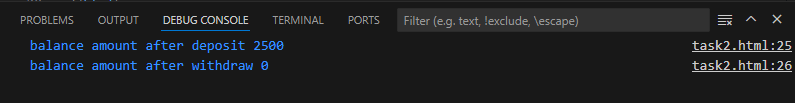 PROBLEMS OUTPUT DEBUG CONSOLE TERMINAL PORTS Filter (e.g. text, !exclude, \escape)
balance amount after deposit 2500 task2.html:25
balance amount after withdraw 0 task2.html:26